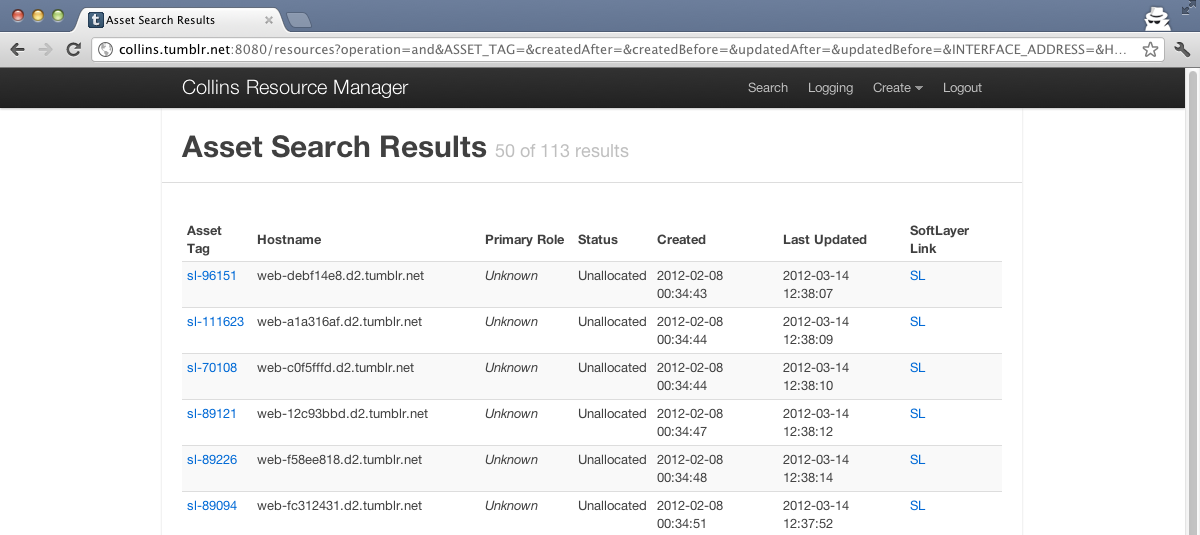 Asset Search Results
collins.tumblr.net:8080/resources?operation=and&ASSET_TAG=&createdAfter=&createdBefore=&updatedAfter=&updatedBefore=&INTERFACE_ADDRESS=&H...
Collins Resource Manager Search Logging Create Logout
Asset Search Results 50 of 113 results
Asset Tag Hostname Primary Role Status Created Last Updated SoftLayer Link
sl-96151 web-debf14e8.d2.tumblr.net Unknown Unallocated 2012-02-08 00:34:43 2012-03-14 12:38:07 SL
sl-111623 web-a1a316af.d2.tumblr.net Unknown Unallocated 2012-02-08 00:34:44 2012-03-14 12:38:09 SL
sl-70108 web-c0f5fffd.d2.tumblr.net Unknown Unallocated 2012-02-08 00:34:44 2012-03-14 12:38:10 SL
sl-89121 web-12c93bbd.d2.tumblr.net Unknown Unallocated 2012-02-08 00:34:47 2012-03-14 12:38:12 SL
sl-89226 web-f58ee818.d2.tumblr.net Unknown Unallocated 2012-02-08 00:34:48 2012-03-14 12:38:14 SL
sl-89094 web-fc312431.d2.tumblr.net Unknown Unallocated 2012-02-08 00:34:51 2012-03-14 12:37:52 SL